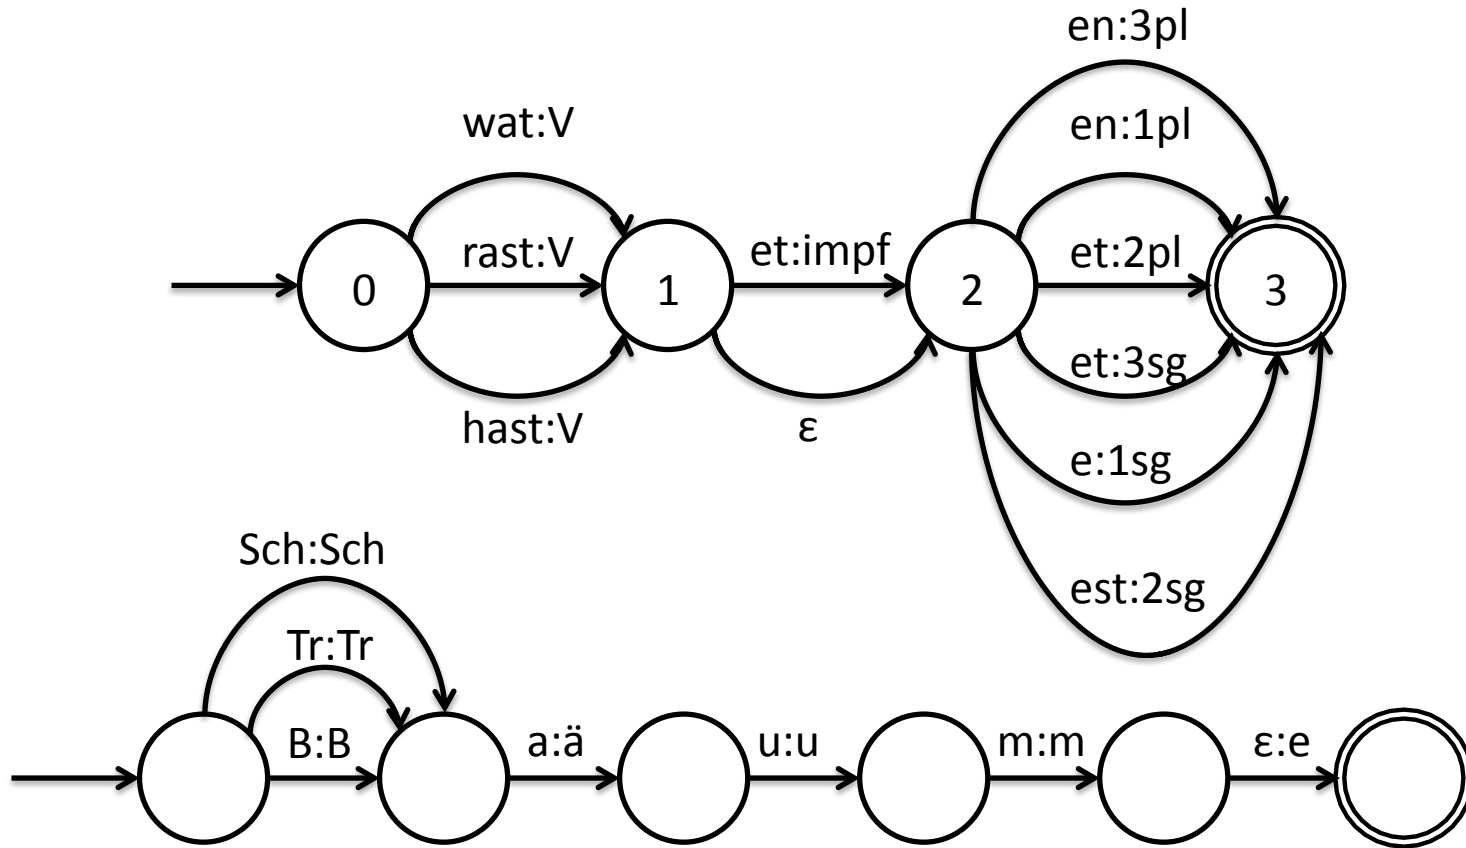 en:3pl
wat:V
en:1pl
rast:V
et:impf
et:2pl
0
1
2
3
et:3sg
hast:V
ε
e:1sg
Sch:Sch
est:2sg
Tr:Tr
B:B
a:ä
u:u
m:m
ε:e